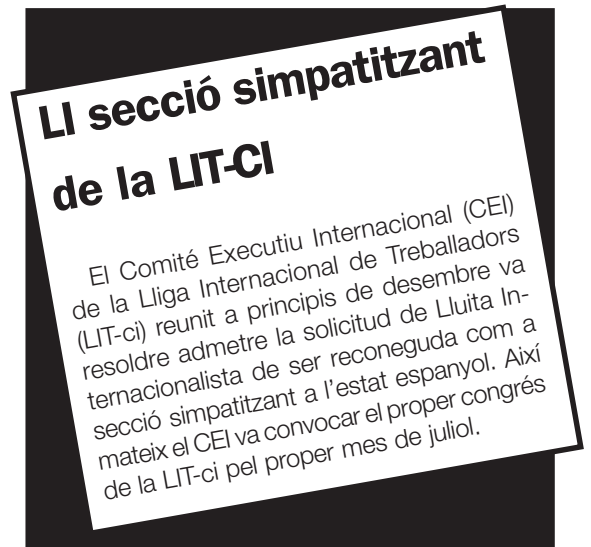 LI secció simpatitzant
de la LIT-CI
El Comité Executiu Internacional (CEI)
de la Lliga Internacional de Treballadors
(LIT-ci) reunit a principis de desembre va
resoldre admetre la solicitud de Lluita In-
ternacionalista de ser reconeguda com a
secció simpatitzant a l'estat espanyol. Així
mateix el CEI va convocar el proper congrés
de la LIT-ci pel proper mes de juliol.